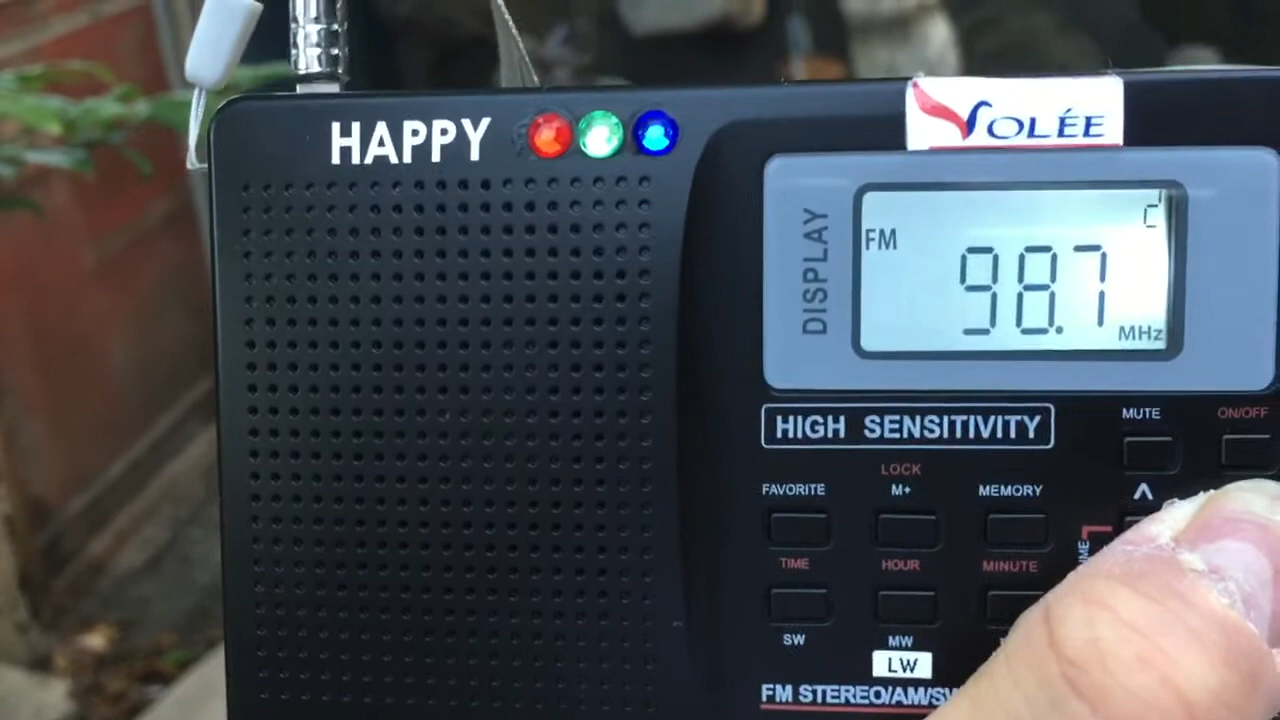 HAPPY
VOLÉE
DISPLAY
FM
98.7
MHz
HIGH SENSITIVITY
MUTE
ON/OFF
LOCK
FAVORITE
M+
MEMORY
TIME
HOUR
MINUTE
SW
MW
LW
FM STEREO/AM/SW